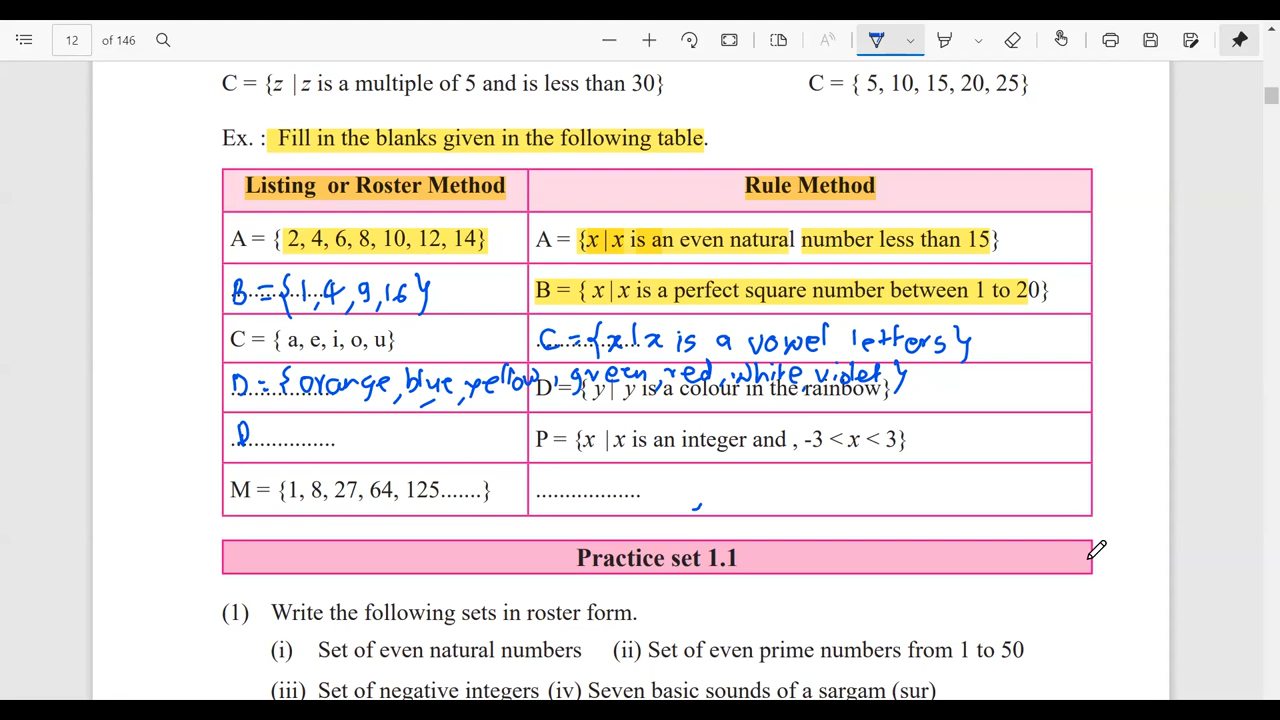 12 of 146
C = {z | z is a multiple of 5 and is less than 30} C = { 5, 10, 15, 20, 25}
Ex. : Fill in the blanks given in the following table.
Listing or Roster Method Rule Method
A = { 2, 4, 6, 8, 10, 12, 14} A = {x | x is an even natural number less than 15}
B = {1, 4, 9, 16} B = { x | x is a perfect square number between 1 to 20}
C = { a, e, i, o, u} C = {x | x is a vowel letters}
D = {orange, blue, yellow, green, red, white, violet} D = { y | y is a colour in the rainbow}
P ............... P = {x | x is an integer and , -3 < x < 3}
M = {1, 8, 27, 64, 125.......} ..................
Practice set 1.1
(1) Write the following sets in roster form.
(i) Set of even natural numbers (ii) Set of even prime numbers from 1 to 50
(iii) Set of negative integers (iv) Seven basic sounds of a sargam (sur)